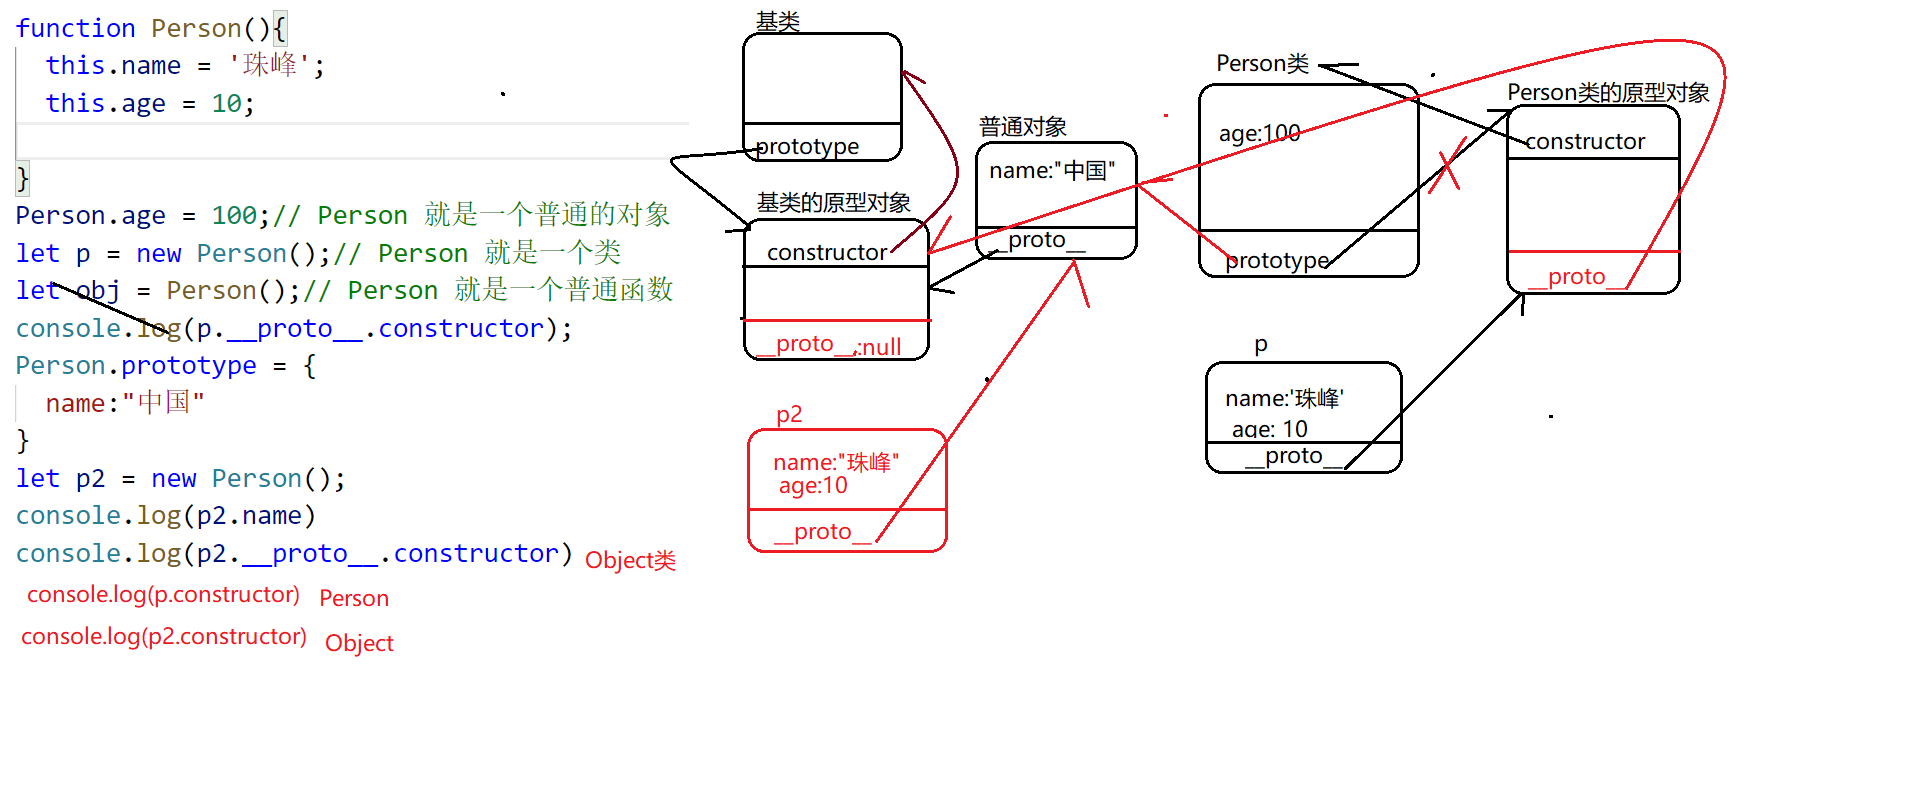 function Person(){
this.name = '珠峰';
this.age = 10;
}
Person.age = 100;// Person 就是一个普通的对象
let p = new Person();// Person 就是一个类
let obj = Person();// Person 就是一个普通函数
console.log(p.__proto__.constructor);
Person.prototype = {
name:"中国"
}
let p2 = new Person();
console.log(p2.name)
console.log(p2.__proto__.constructor) Object类
console.log(p.constructor) Person
console.log(p2.constructor) Object
基类
prototype
基类的原型对象
constructor
__proto__:null
p2
name:"珠峰"
age:10
__proto__
普通对象
name:"中国"
__proto__
Person类
age:100
prototype
Person类的原型对象
constructor
__proto__
p
name:'珠峰'
age: 10
__proto__